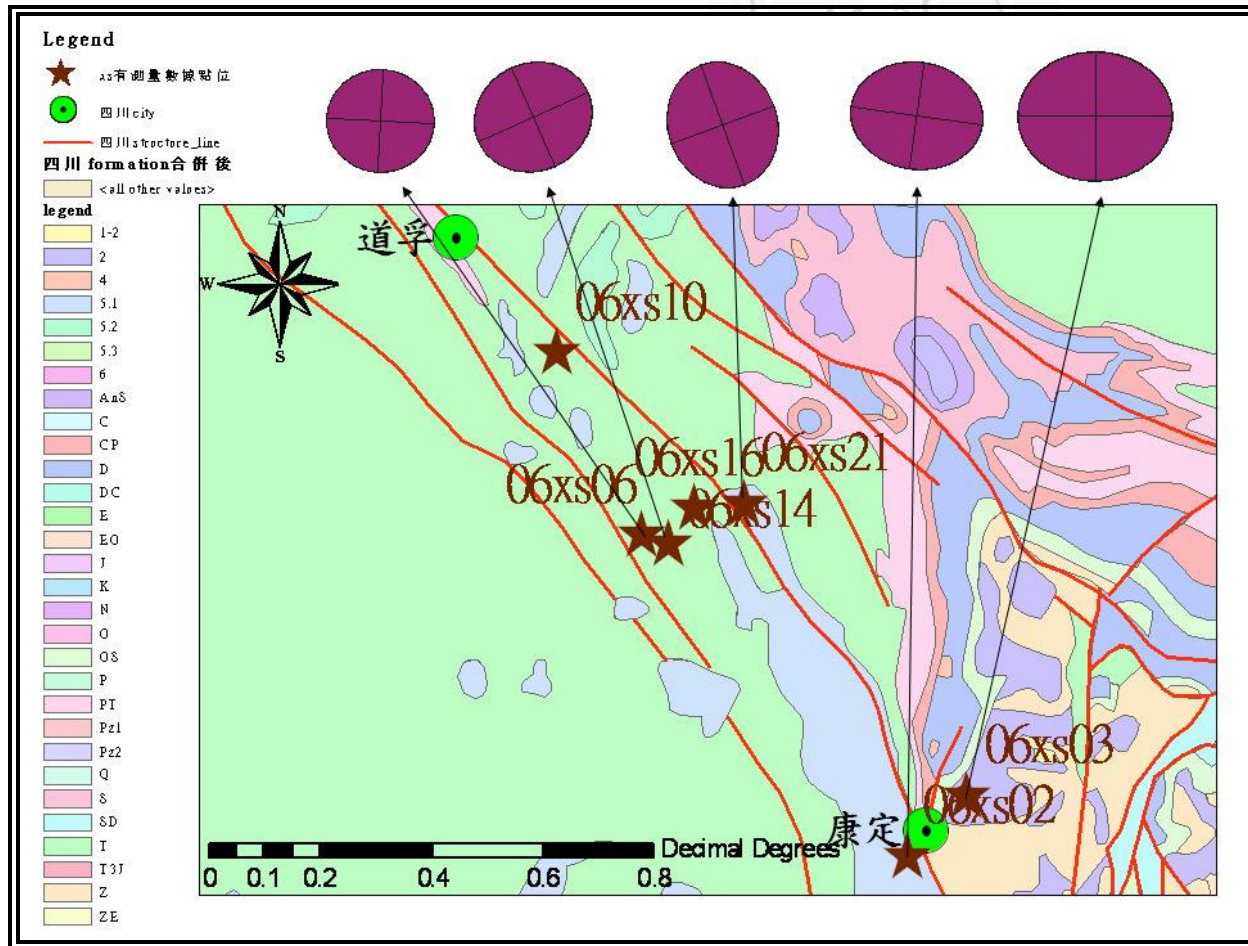 Legend
as有測量數據點位
四川city
四川structure_line
四川 formation合併後
<all other values>
legend
1-2
2
4
5.1
5.2
5.3
6
AnS
C
CP
D
DC
E
EO
J
K
N
O
OS
P
PT
Pz1
Pz2
Q
S
SD
T
T3J
Z
ZE
N
W
S
道孚
06xs10
06xs16
06xs21
06xs06
06xs14
06xs03
06xs02
康定
Decimal Degrees
0 0.1 0.2 0.4 0.6 0.8